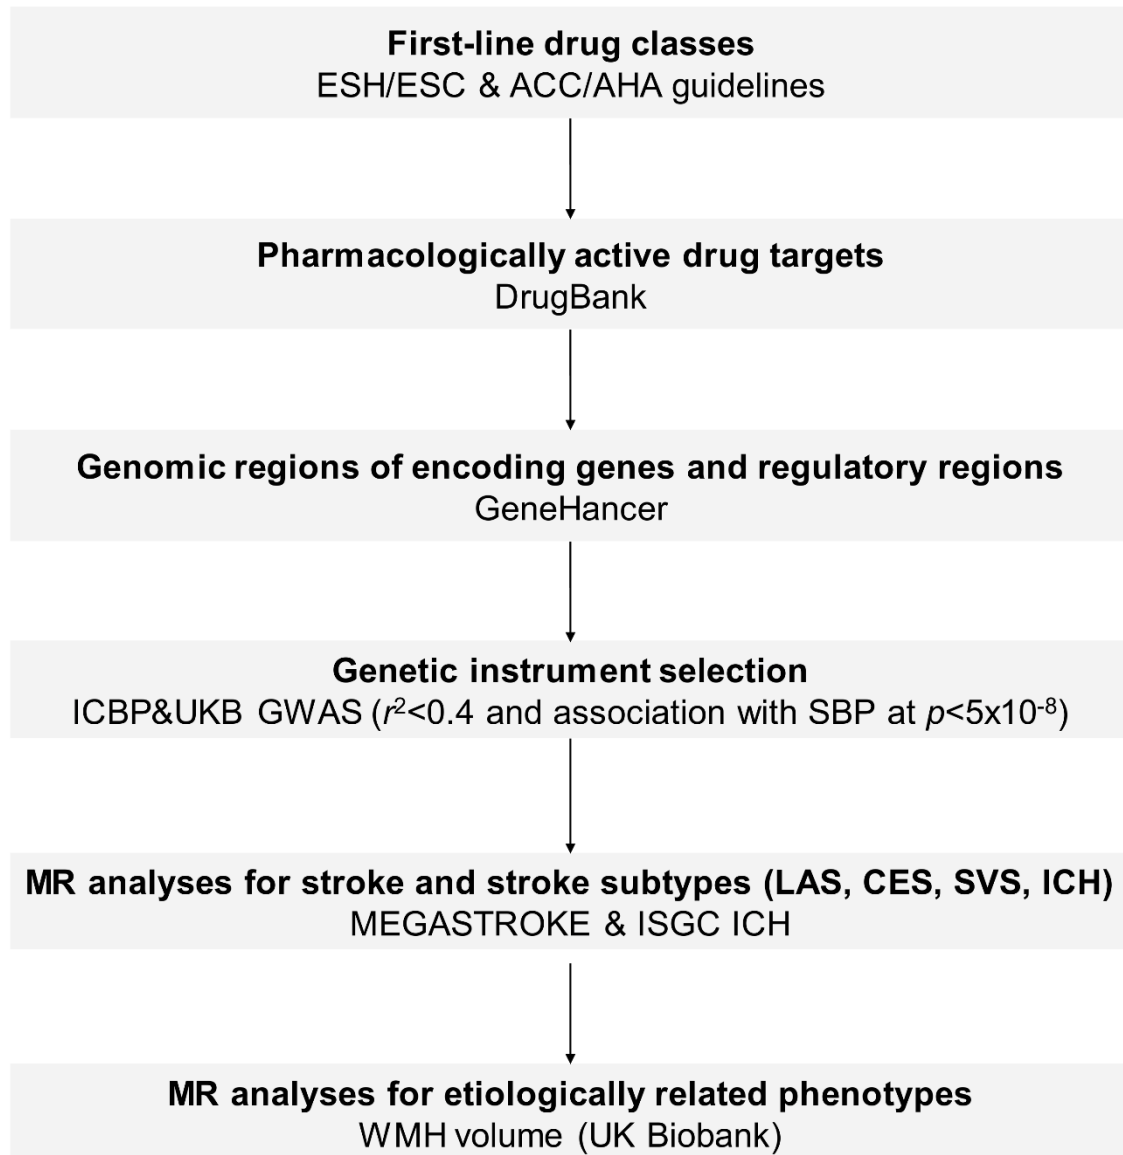 First-line drug classes
ESH/ESC & ACC/AHA guidelines
Pharmacologically active drug targets
DrugBank
Genomic regions of encoding genes and regulatory regions
GeneHancer
Genetic instrument selection
ICBP&UKB GWAS (r²<0.4 and association with SBP at p<5x10⁻⁸)
MR analyses for stroke and stroke subtypes (LAS, CES, SVS, ICH)
MEGASTROKE & ISGC ICH
MR analyses for etiologically related phenotypes
WMH volume (UK Biobank)